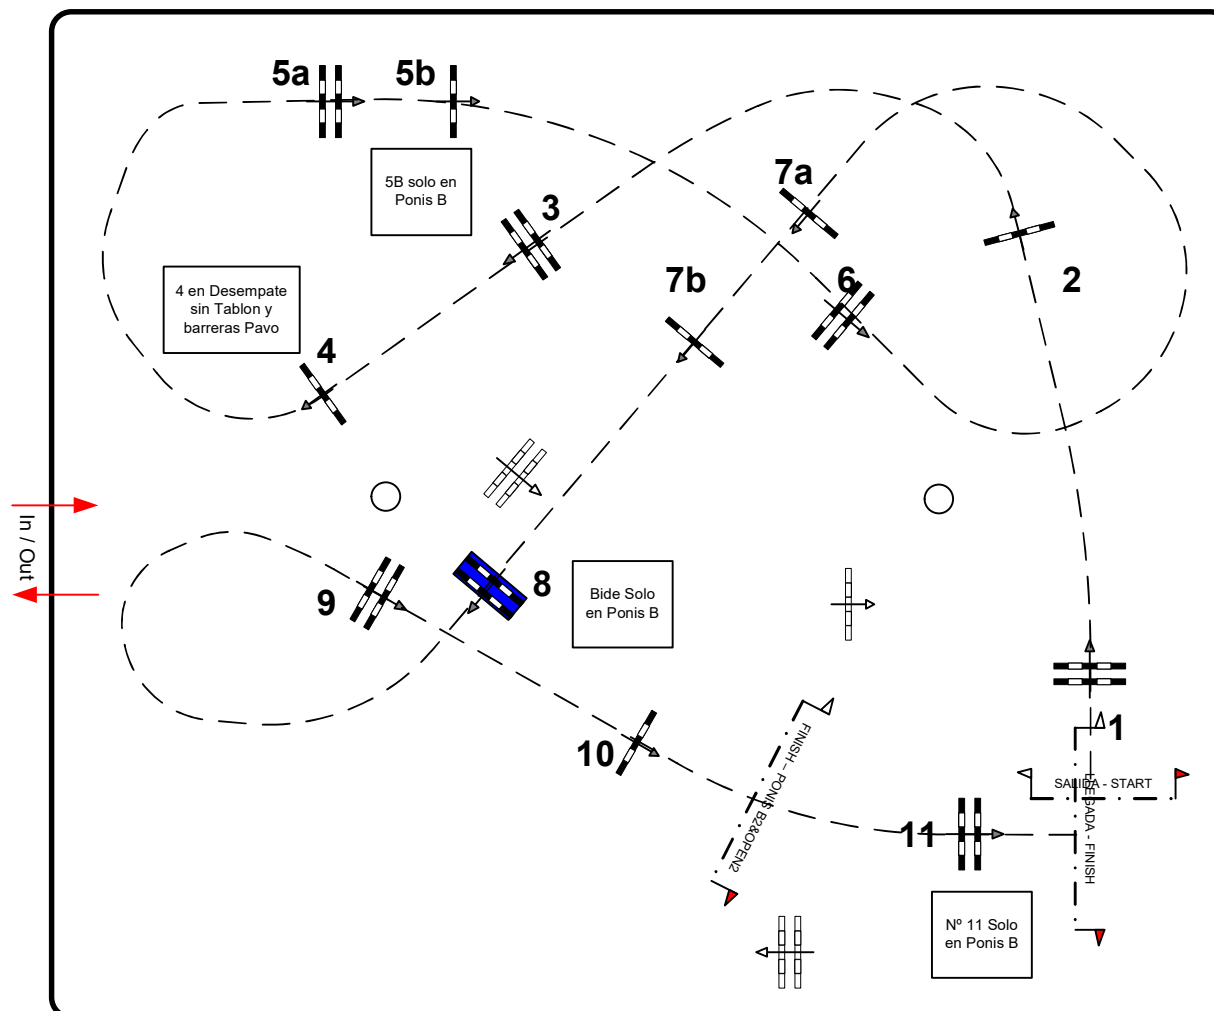 5a
5b
5B solo en
Ponis B
3
7a
2
7b
6
4 en Desempate
sin Tablon y
barreras Pavo
4
In / Out
9
8
Bide Solo
en Ponis B
10
1
FINISH – PONIS B2&OPEN2
SALIDA - START
LLEGADA - FINISH
11
Nº 11 Solo
en Ponis B